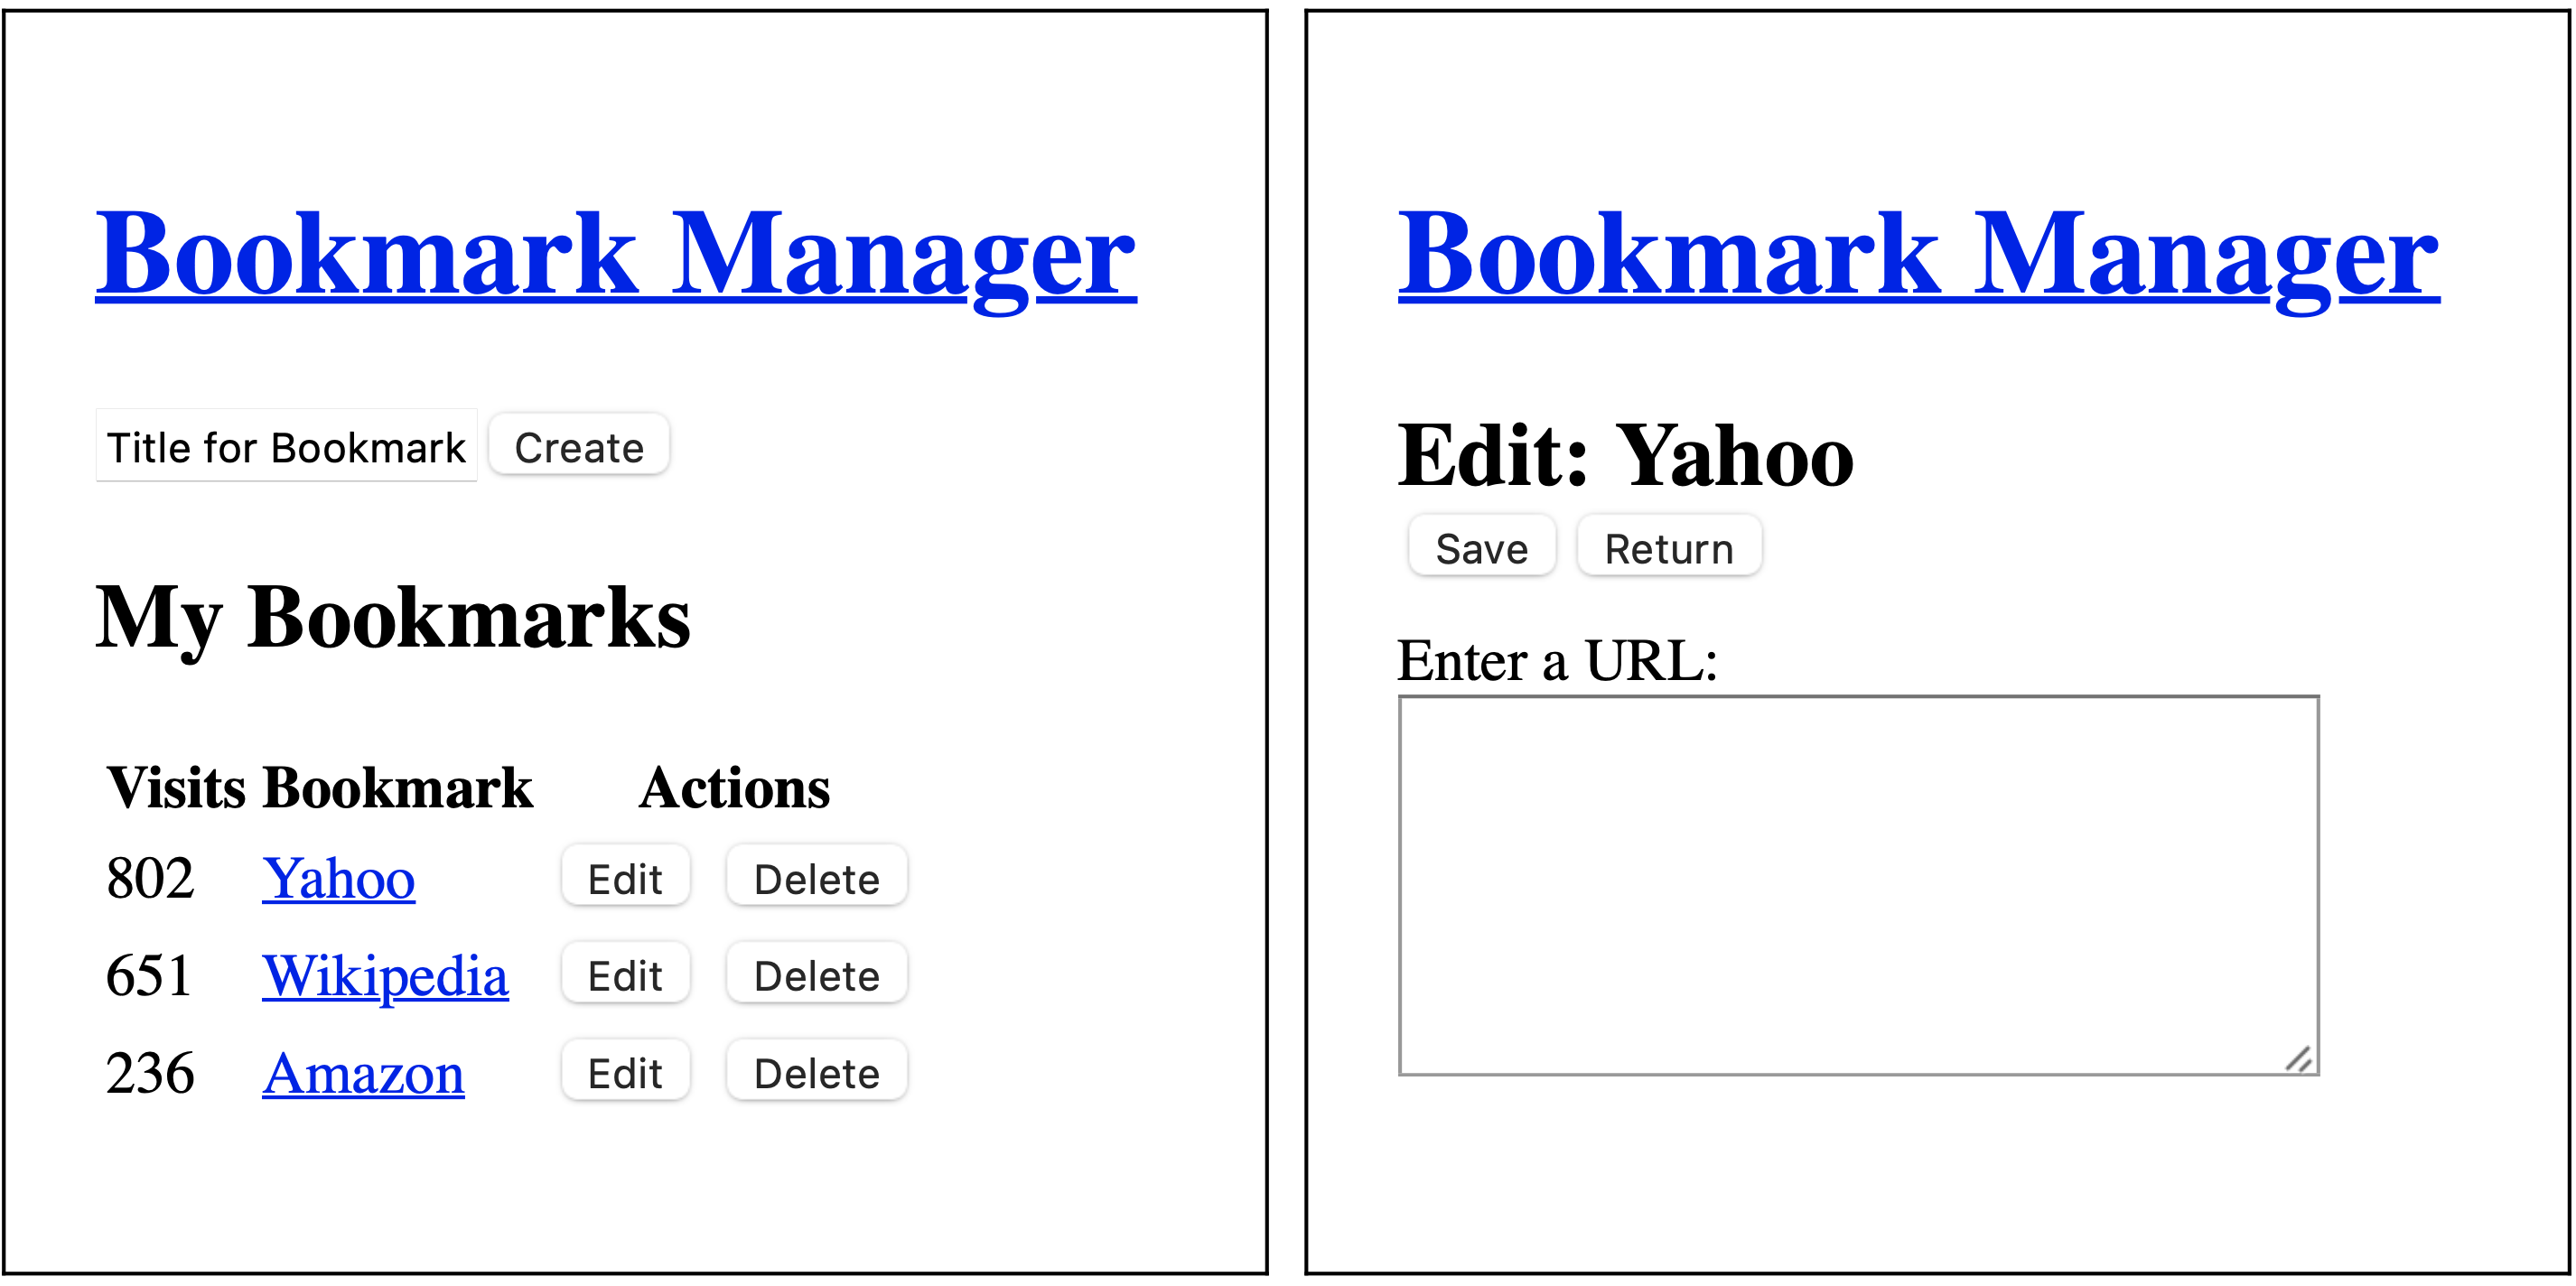 Bookmark Manager
Title for Bookmark Create
My Bookmarks
Visits Bookmark Actions
802 Yahoo Edit Delete
651 Wikipedia Edit Delete
236 Amazon Edit Delete
Bookmark Manager
Edit: Yahoo
Save Return
Enter a URL: